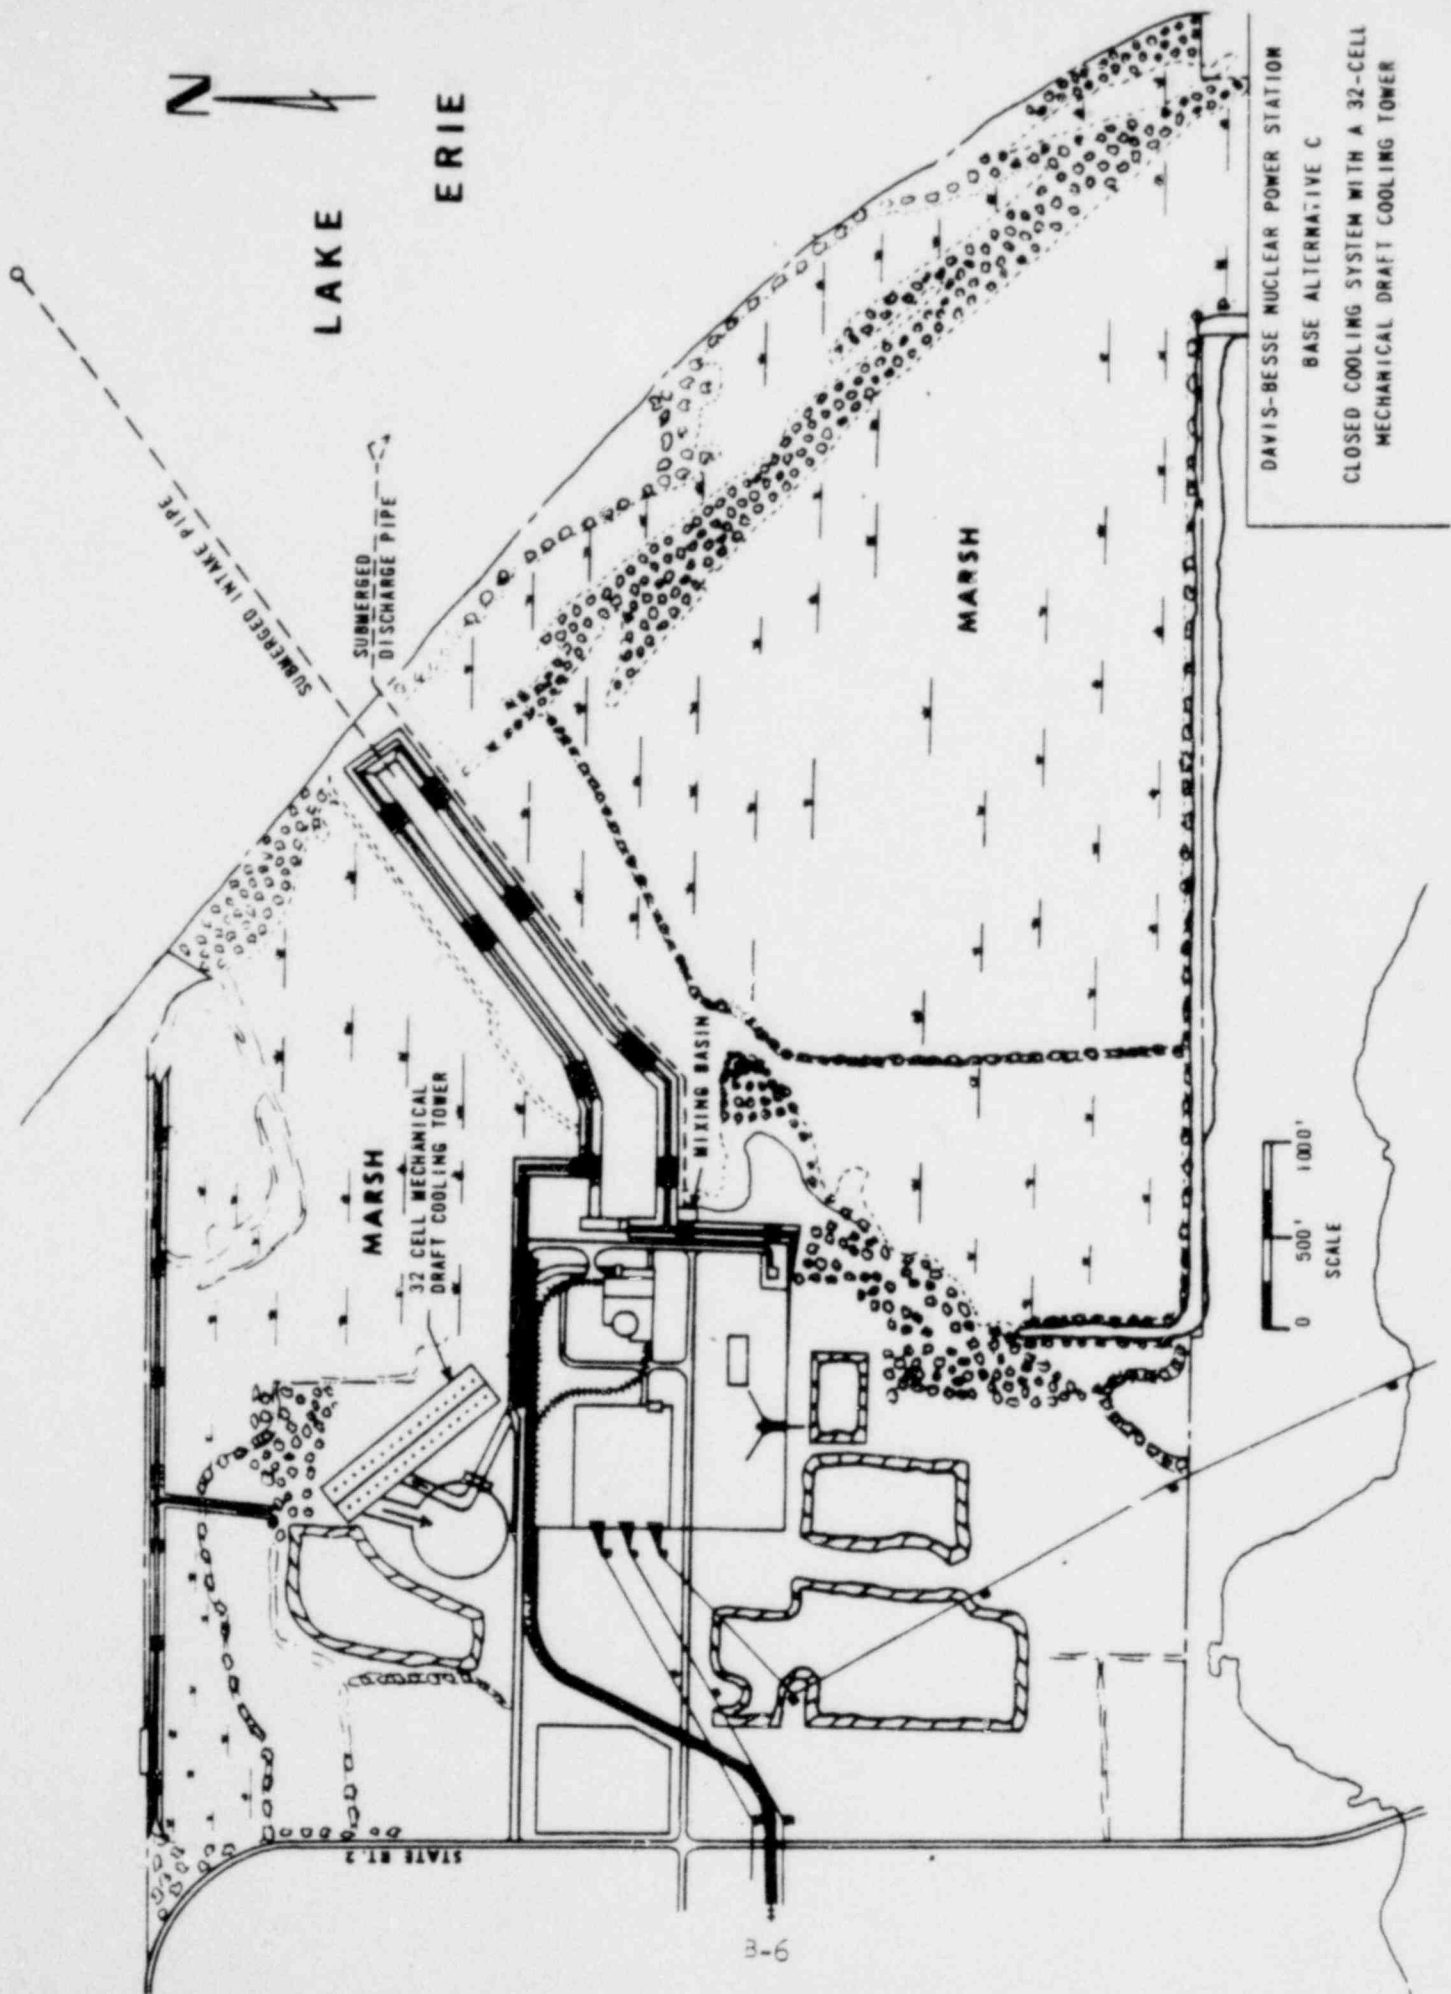 N
LAKE
ERIE
SUBMERGED INTAKE PIPE
SUBMERGED
DISCHARGE PIPE
MARSH
32 CELL MECHANICAL
DRAFT COOLING TOWER
MIXING BASIN
MARSH
STATE RT. 2
0 500' 1000'
SCALE
DAVIS-BESSE NUCLEAR POWER STATION
BASE ALTERNATIVE C
CLOSED COOLING SYSTEM WITH A 32-CELL
MECHANICAL DRAFT COOLING TOWER
B-6